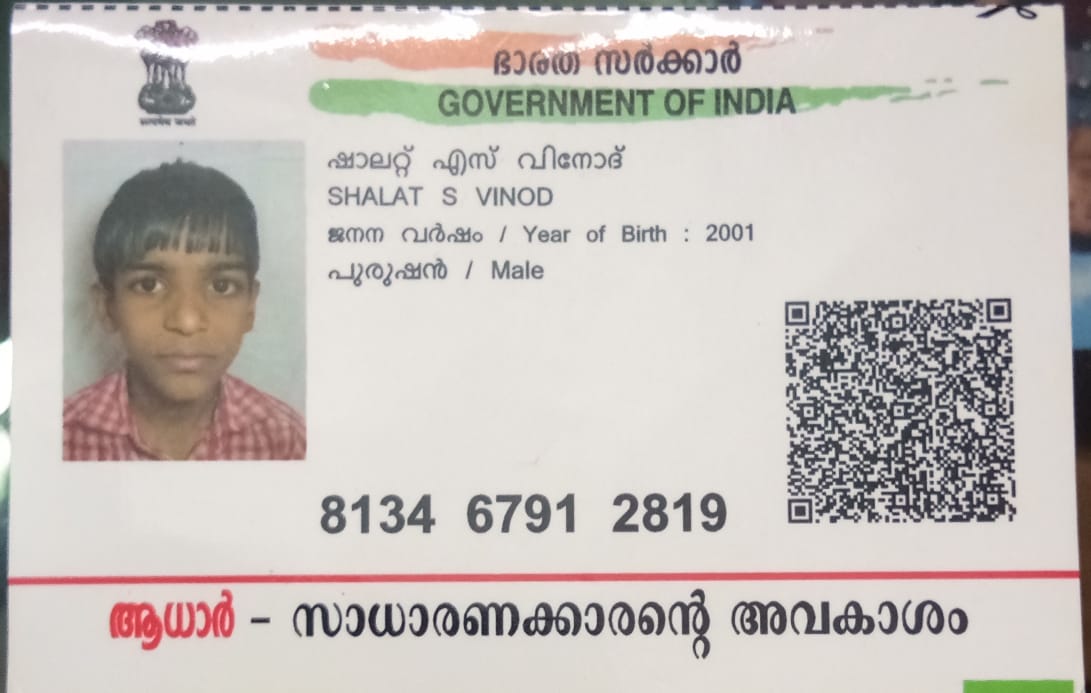 सत्यमेव जयते
ഭാരത സർക്കാർ
GOVERNMENT OF INDIA
ഷാലറ്റ് എസ് വിനോദ്
SHALAT S VINOD
ജനന വർഷം / Year of Birth : 2001
പുരുഷൻ / Male
8134 6791 2819
ആധാർ - സാധാരണക്കാരന്റെ അവകാശം